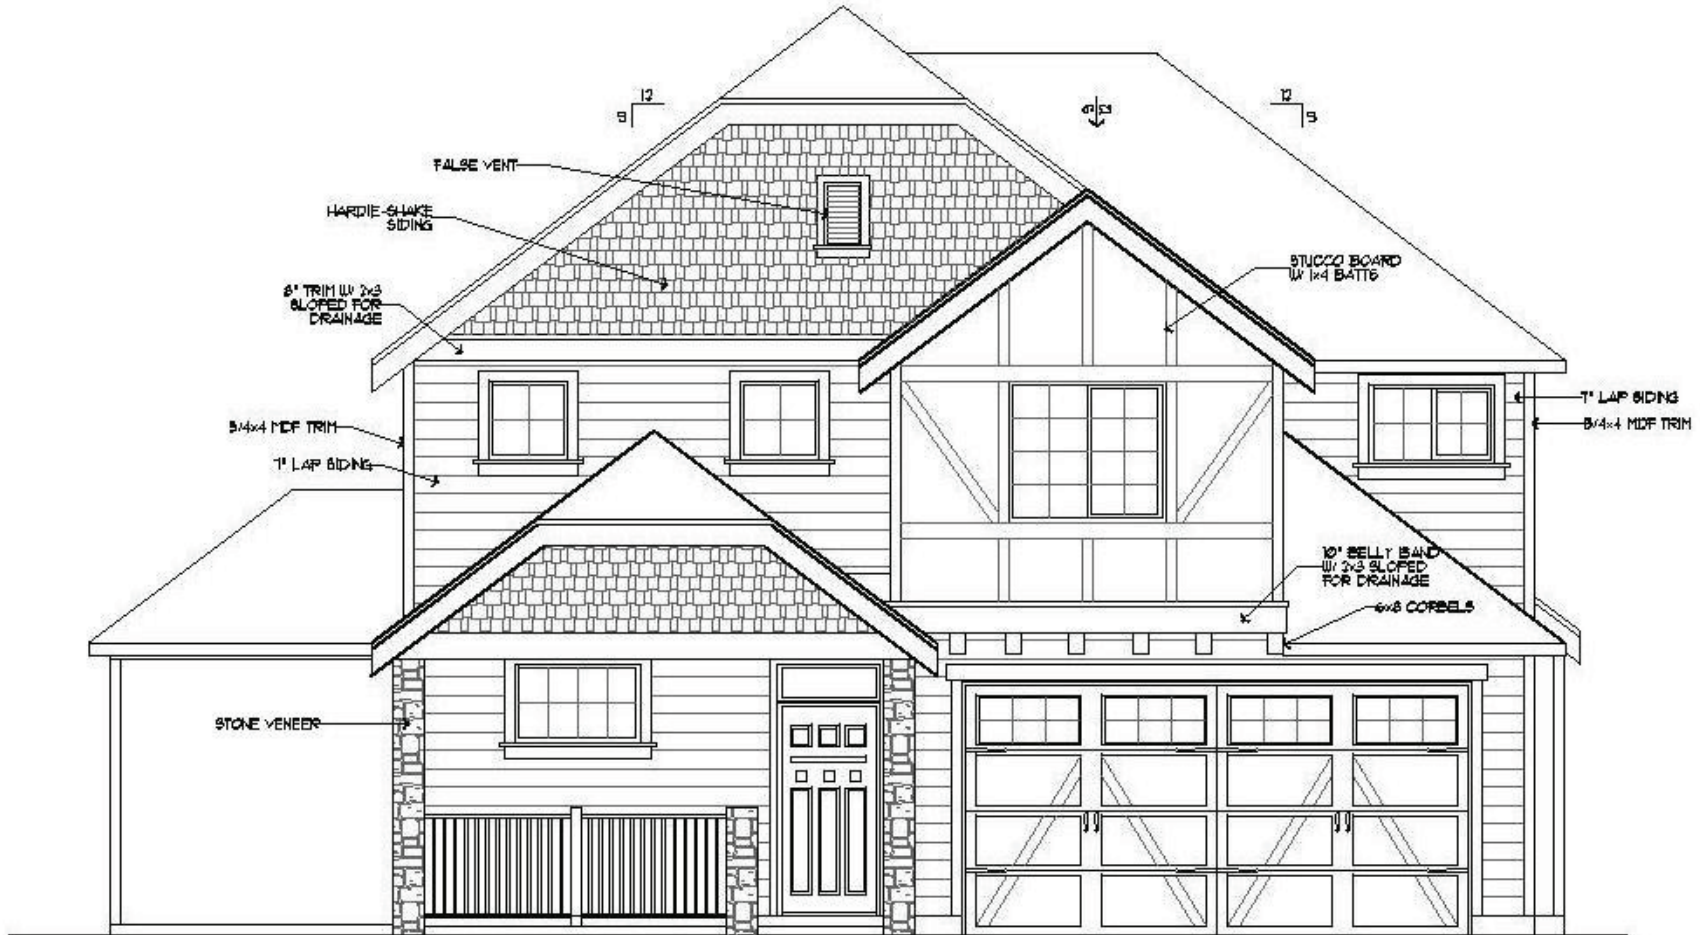 12
9
12
9
FALSE VENT
HARDIE-SHAKE
SIDING
8" TRIM W/ 2x3
SLOPED FOR
DRAINAGE
STUCCO BOARD
W/ 1x4 BATTS
7" LAP SIDING
5/4x4 MDF TRIM
5/4x4 MDF TRIM
7" LAP SIDING
10" BELLY BAND
W/ 2x3 SLOPED
FOR DRAINAGE
6x8 CORBELS
STONE VENEER